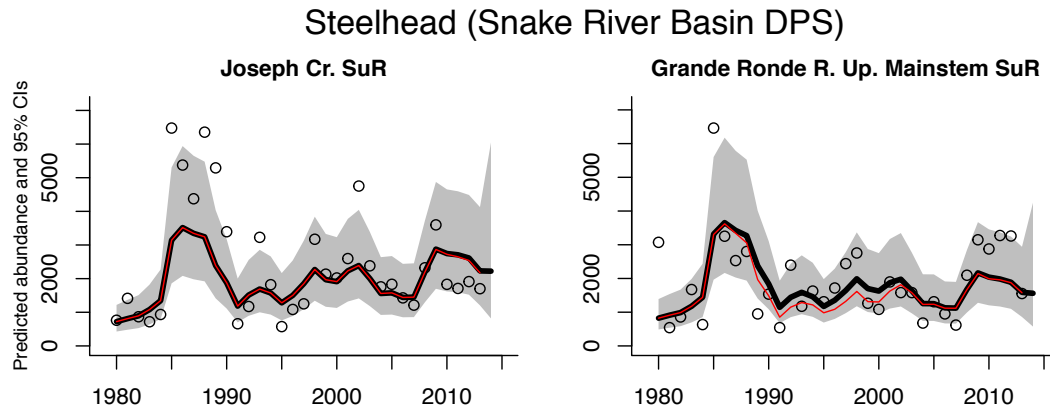 Steelhead (Snake River Basin DPS)
Joseph Cr. SuR
Grande Ronde R. Up. Mainstem SuR
Predicted abundance and 95% CIs
5000
2000
0
1980 1990 2000 2010
5000
2000
0
1980 1990 2000 2010